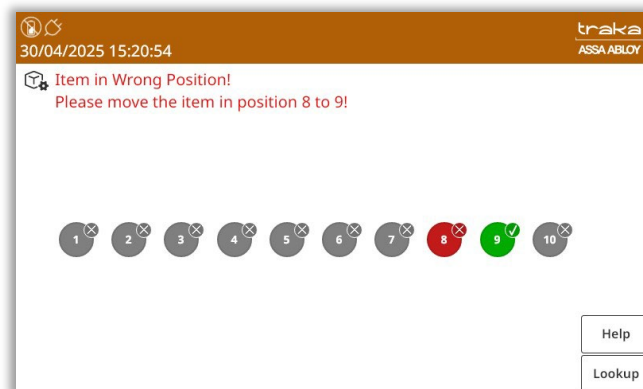 traka
30/04/2025 15:20:54
ASSA ABLOY
Item in Wrong Position!
Please move the item in position 8 to 9!
1 2 3 4 5 6 7 8 9 10
Help
Lookup